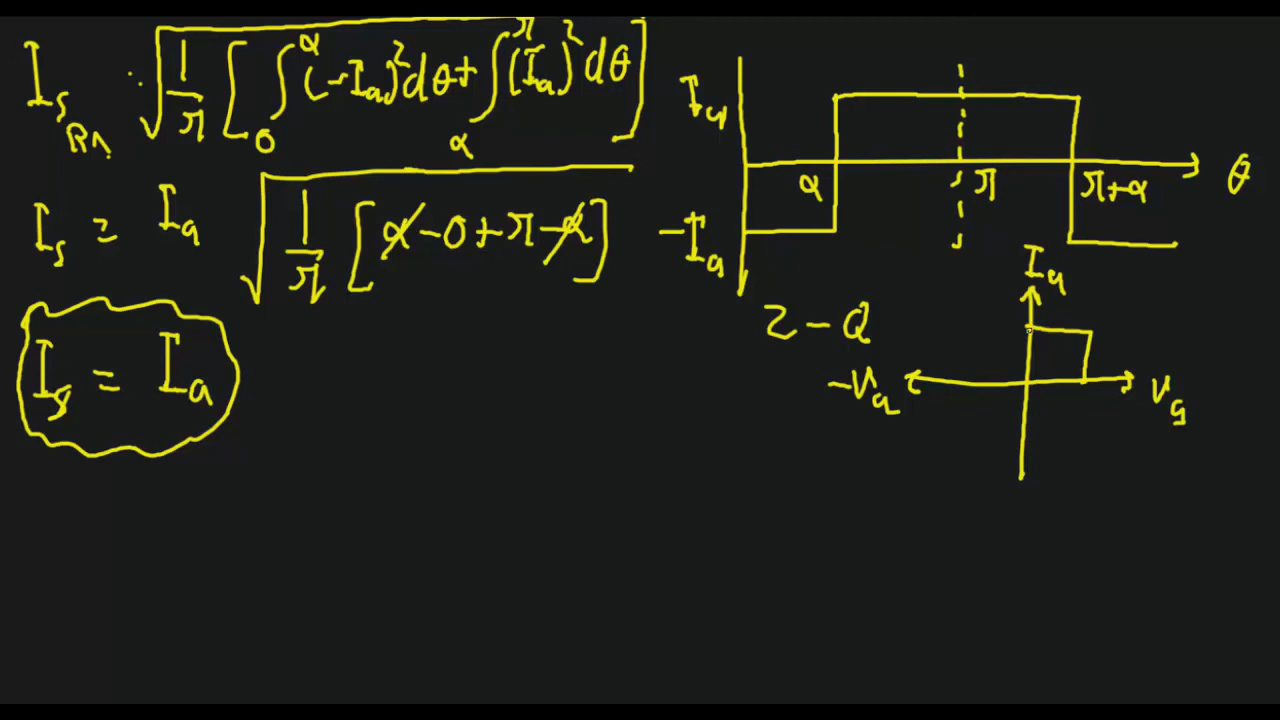 I_s RM = √(1/π [∫_0^α (-I_a)^2 dθ + ∫_α^π (I_a)^2 dθ])
I_s = I_a √(1/π [α - 0 + π - α])
I_s = I_a
I_a
α π π+α θ
-I_a
2-Q
I_a
-V_a V_a